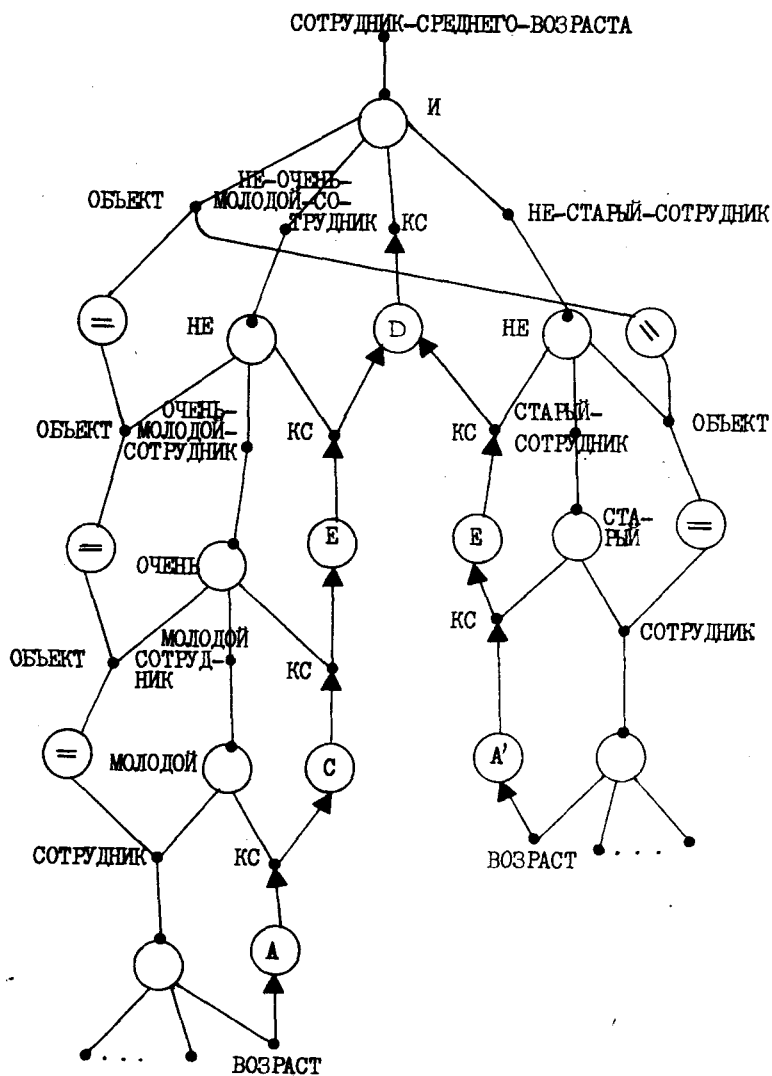 СОТРУДНИК-СРЕДНЕГО-ВОЗРАСТА
И
ОБЪЕКТ
НЕ-ОЧЕНЬ-
МОЛОДОЙ-СО-
ТРУДНИК
КС
НЕ-СТАРЫЙ-СОТРУДНИК
=
НЕ
D
НЕ
=
ОБЪЕКТ
ОЧЕНЬ-
МОЛОДОЙ-
СОТРУДНИК
КС
КС
СТАРЫЙ-
СОТРУДНИК
ОБЪЕКТ
=
ОЧЕНЬ
E
E
СТА-
РЫЙ
=
ОБЪЕКТ
МОЛОДОЙ
СОТРУД-
НИК
КС
КС
СОТРУДНИК
=
МОЛОДОЙ
C
A'
СОТРУДНИК
КС
ВОЗРАСТ
. . . .
A
. . . .
ВОЗРАСТ